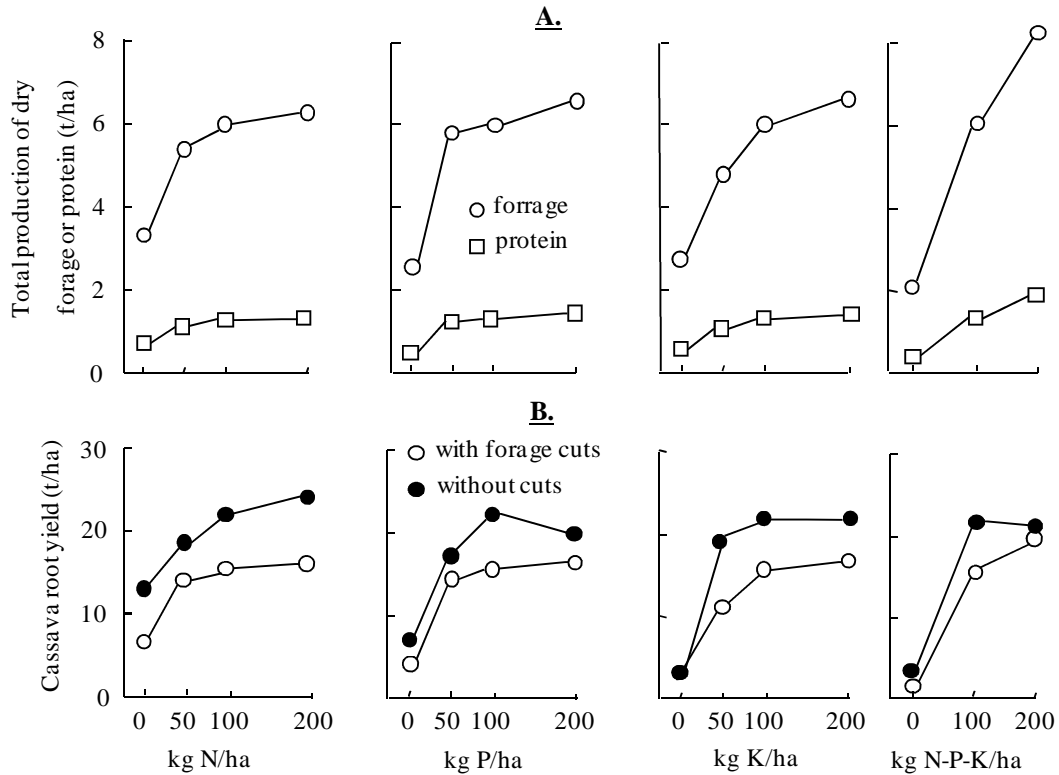 A.
Total production of dry
forage or protein (t/ha)
8
6
4
2
0
forrage
protein
B.
Cassava root yield (t/ha)
30
20
10
0
with forage cuts
without cuts
0 50 100 200
kg N/ha
0 50 100 200
kg P/ha
0 50 100 200
kg K/ha
0 100 200
kg N-P-K/ha